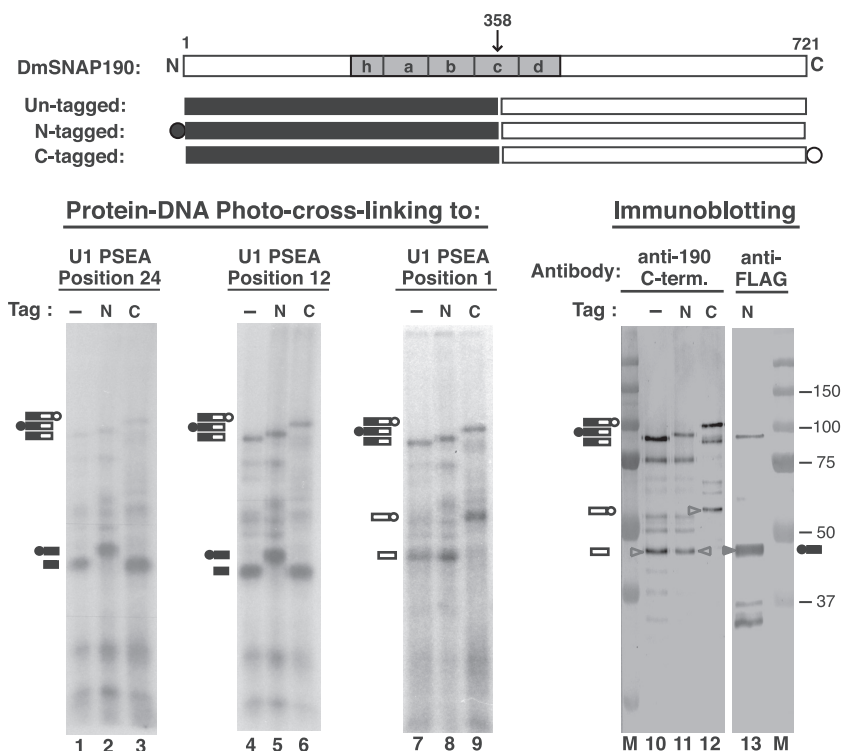 358
1 721
DmSNAP190: N h a b c d C
Un-tagged:
N-tagged:
C-tagged:
Protein-DNA Photo-cross-linking to: Immunoblotting
U1 PSEA Position 24
U1 PSEA Position 12
U1 PSEA Position 1
Antibody: anti-190 C-term. anti-FLAG
Tag : – N C – N C – N C Tag : – N C N
–150
–100
–75
–50
–37
1 2 3 4 5 6 7 8 9 M 10 11 12 13 M